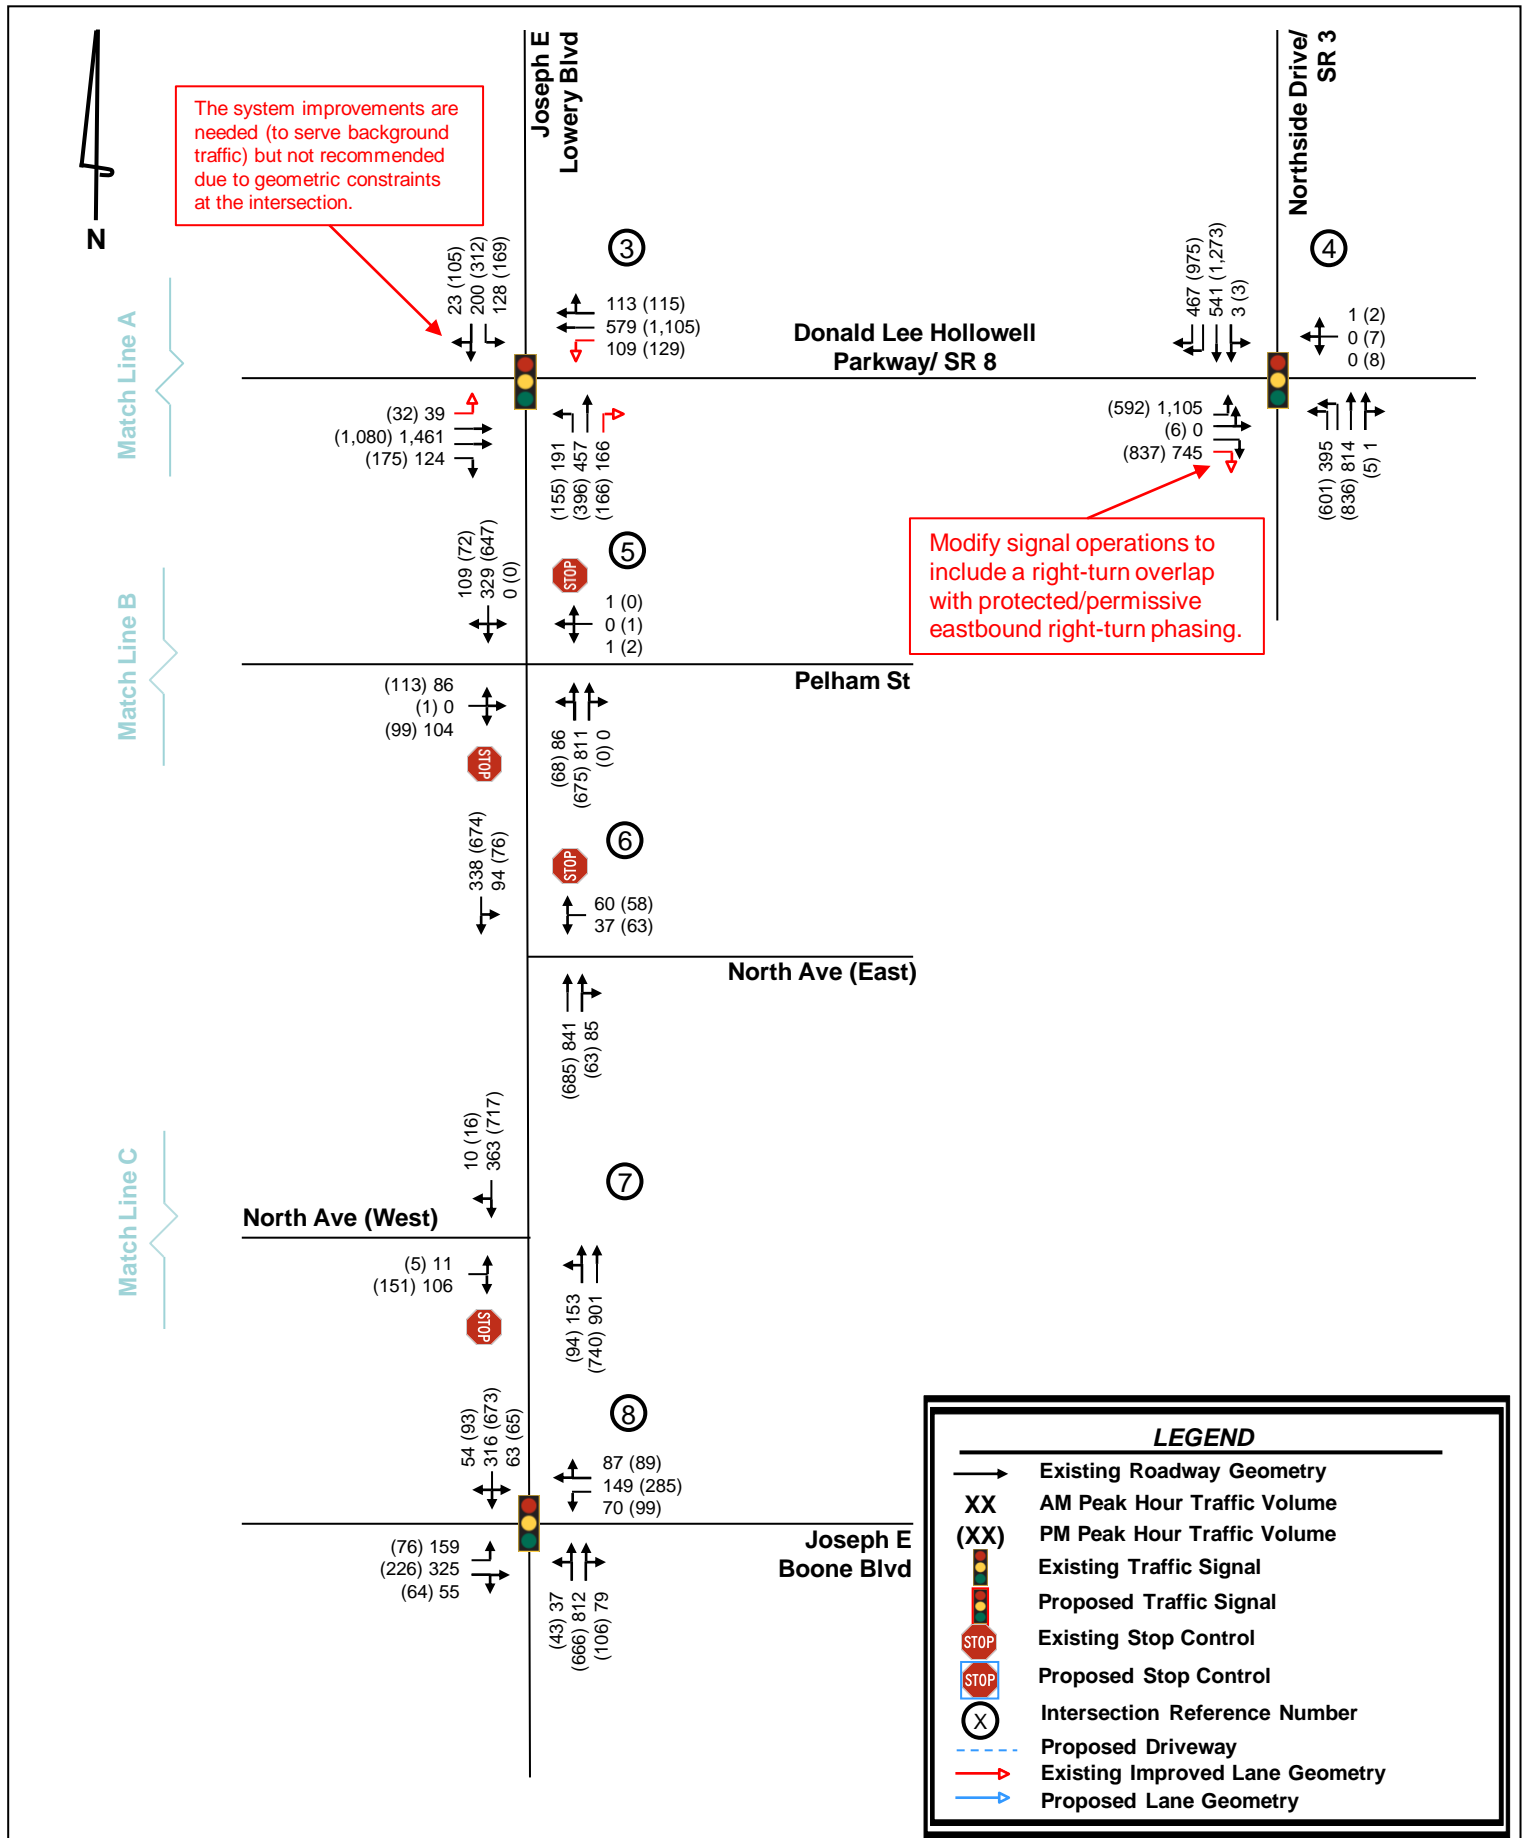 Joseph E
Lowery Blvd
Northside Drive/
SR 3
The system improvements are
needed (to serve background
traffic) but not recommended
due to geometric constraints
at the intersection.
N
Match Line A
23 (105)
200 (312)
128 (169)
3
113 (115)
579 (1,105)
109 (129)
Donald Lee Hollowell
Parkway/ SR 8
467 (975)
541 (1,273)
3 (3)
4
1 (2)
0 (7)
0 (8)
(32) 39
(1,080) 1,461
(175) 124
(155) 191
(396) 457
(166) 166
(592) 1,105
(6) 0
(837) 745
(601) 395
(836) 814
(5) 1
Modify signal operations to
include a right-turn overlap
with protected/permissive
eastbound right-turn phasing.
Match Line B
109 (72)
329 (647)
0 (0)
5
STOP
1 (0)
0 (1)
1 (2)
Pelham St
(113) 86
(1) 0
(99) 104
STOP
(68) 86
(675) 811
(0) 0
338 (674)
94 (76)
6
STOP
60 (58)
37 (63)
North Ave (East)
(685) 841
(63) 85
Match Line C
10 (16)
363 (717)
7
North Ave (West)
(5) 11
(151) 106
STOP
(94) 153
(740) 901
54 (93)
316 (673)
63 (65)
8
87 (89)
149 (285)
70 (99)
Joseph E
Boone Blvd
(76) 159
(226) 325
(64) 55
(43) 37
(666) 812
(106) 79
LEGEND
Existing Roadway Geometry
XX AM Peak Hour Traffic Volume
(XX) PM Peak Hour Traffic Volume
Existing Traffic Signal
Proposed Traffic Signal
STOP Existing Stop Control
STOP Proposed Stop Control
X Intersection Reference Number
Proposed Driveway
Existing Improved Lane Geometry
Proposed Lane Geometry